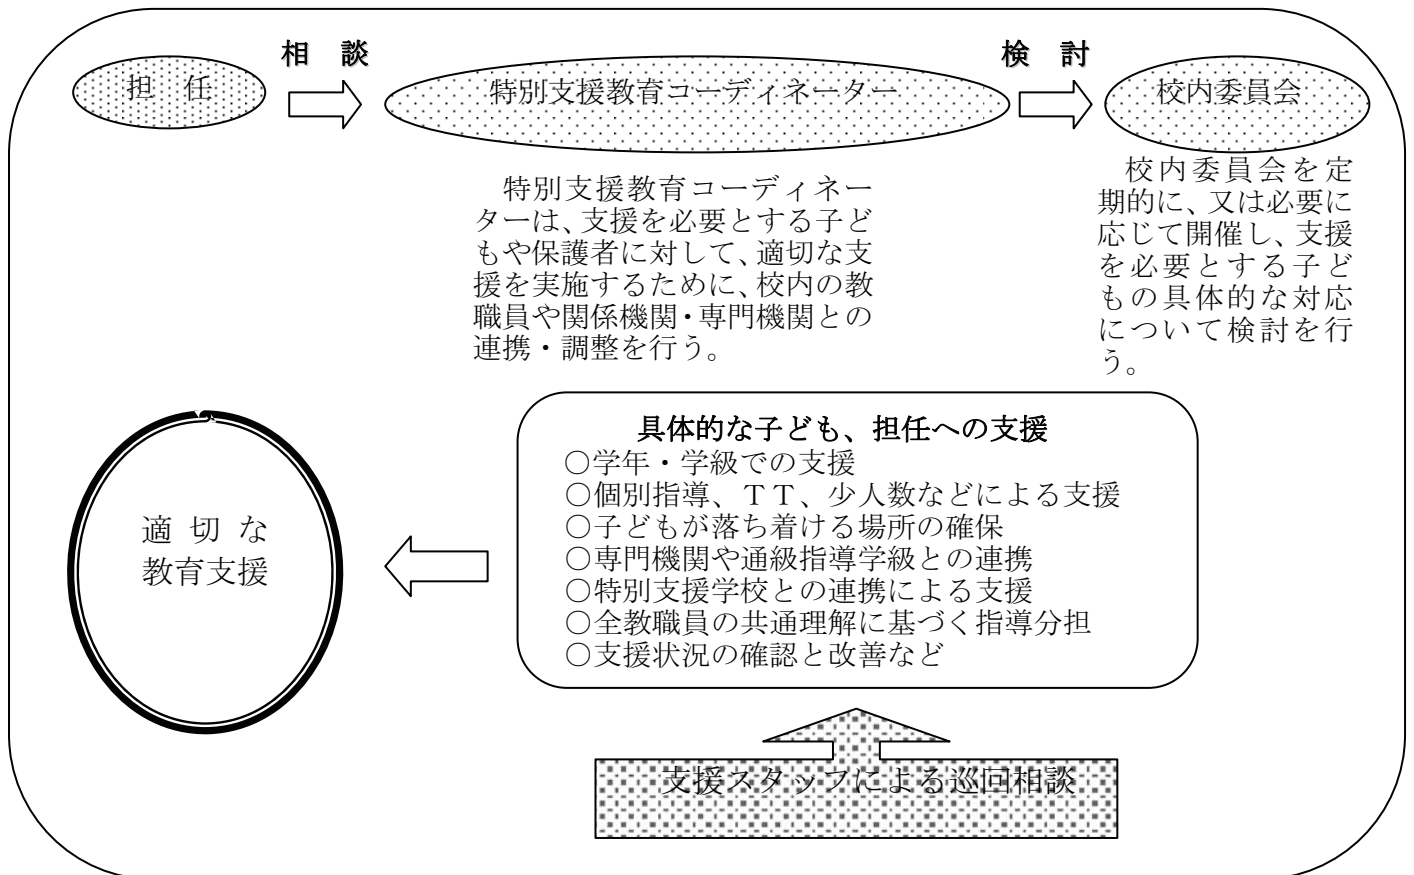 相　談
検　討
担　任
特別支援教育コーディネーター
校内委員会
特別支援教育コーディネー
ターは、支援を必要とする子ど
もや保護者に対して、適切な支
援を実施するために、校内の教
職員や関係機関・専門機関との
連携・調整を行う。
校内委員会を定
期的に、又は必要に
応じて開催し、支援
を必要とする子ど
もの具体的な対応
について検討を行
う。
具体的な子ども、担任への支援
○学年・学級での支援
○個別指導、ＴＴ、少人数などによる支援
○子どもが落ち着ける場所の確保
○専門機関や通級指導学級との連携
○特別支援学校との連携による支援
○全教職員の共通理解に基づく指導分担
○支援状況の確認と改善など
適 切 な
教育支援
支援スタッフによる巡回相談